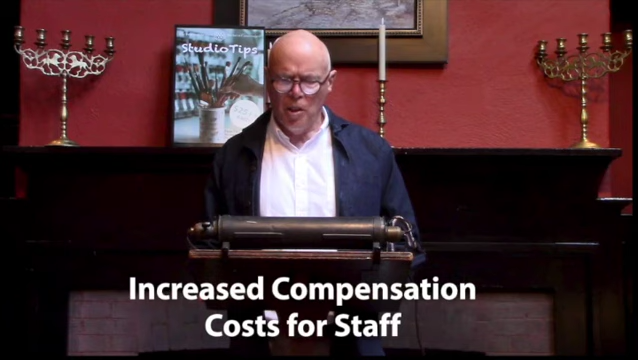 StudioTips
Increased Compensation
Costs for Staff